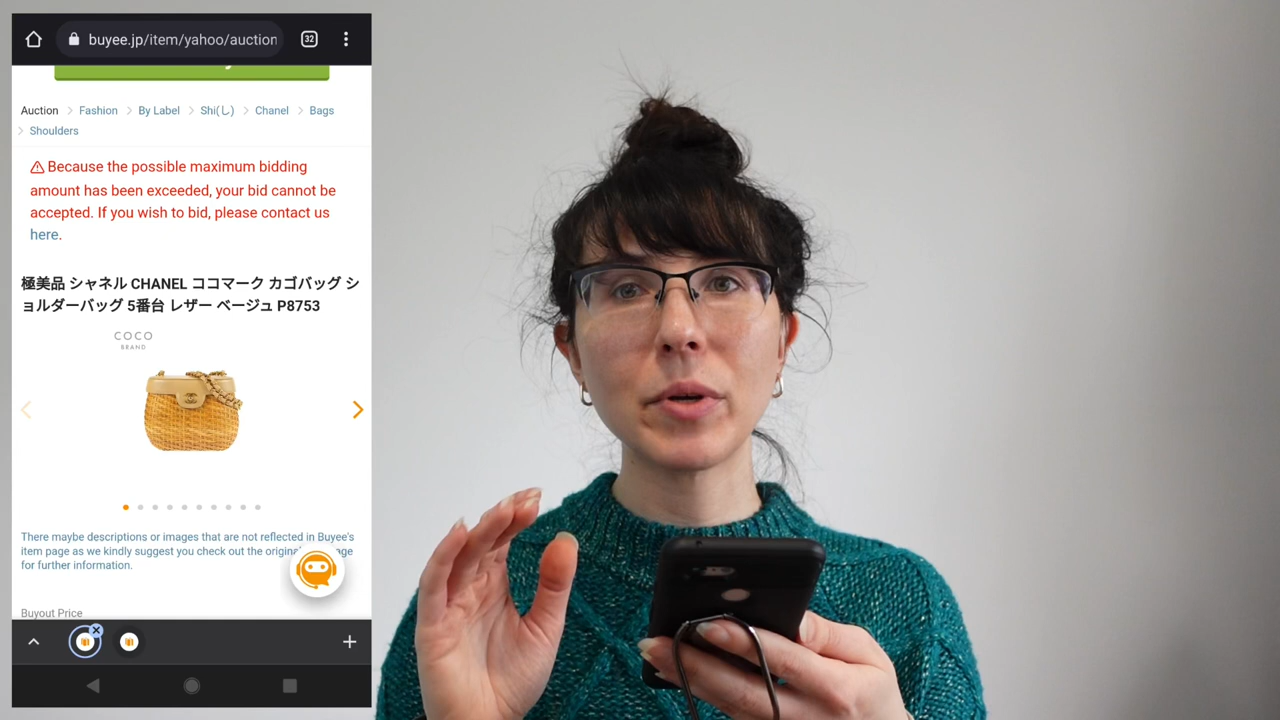 buyee.jp/item/yahoo/auction
32
Auction > Fashion > By Label > Shi(し) > Chanel > Bags
> Shoulders
Because the possible maximum bidding
amount has been exceeded, your bid cannot be
accepted. If you wish to bid, please contact us
here.
極美品 シャネル CHANEL ココマーク カゴバッグ シ
ョルダーバッグ 5番台 レザー ベージュ P8753
COCO
BRAND
There maybe descriptions or images that are not reflected in Buyee's
item page as we kindly suggest you check out the original
for further information.
Buyout Price